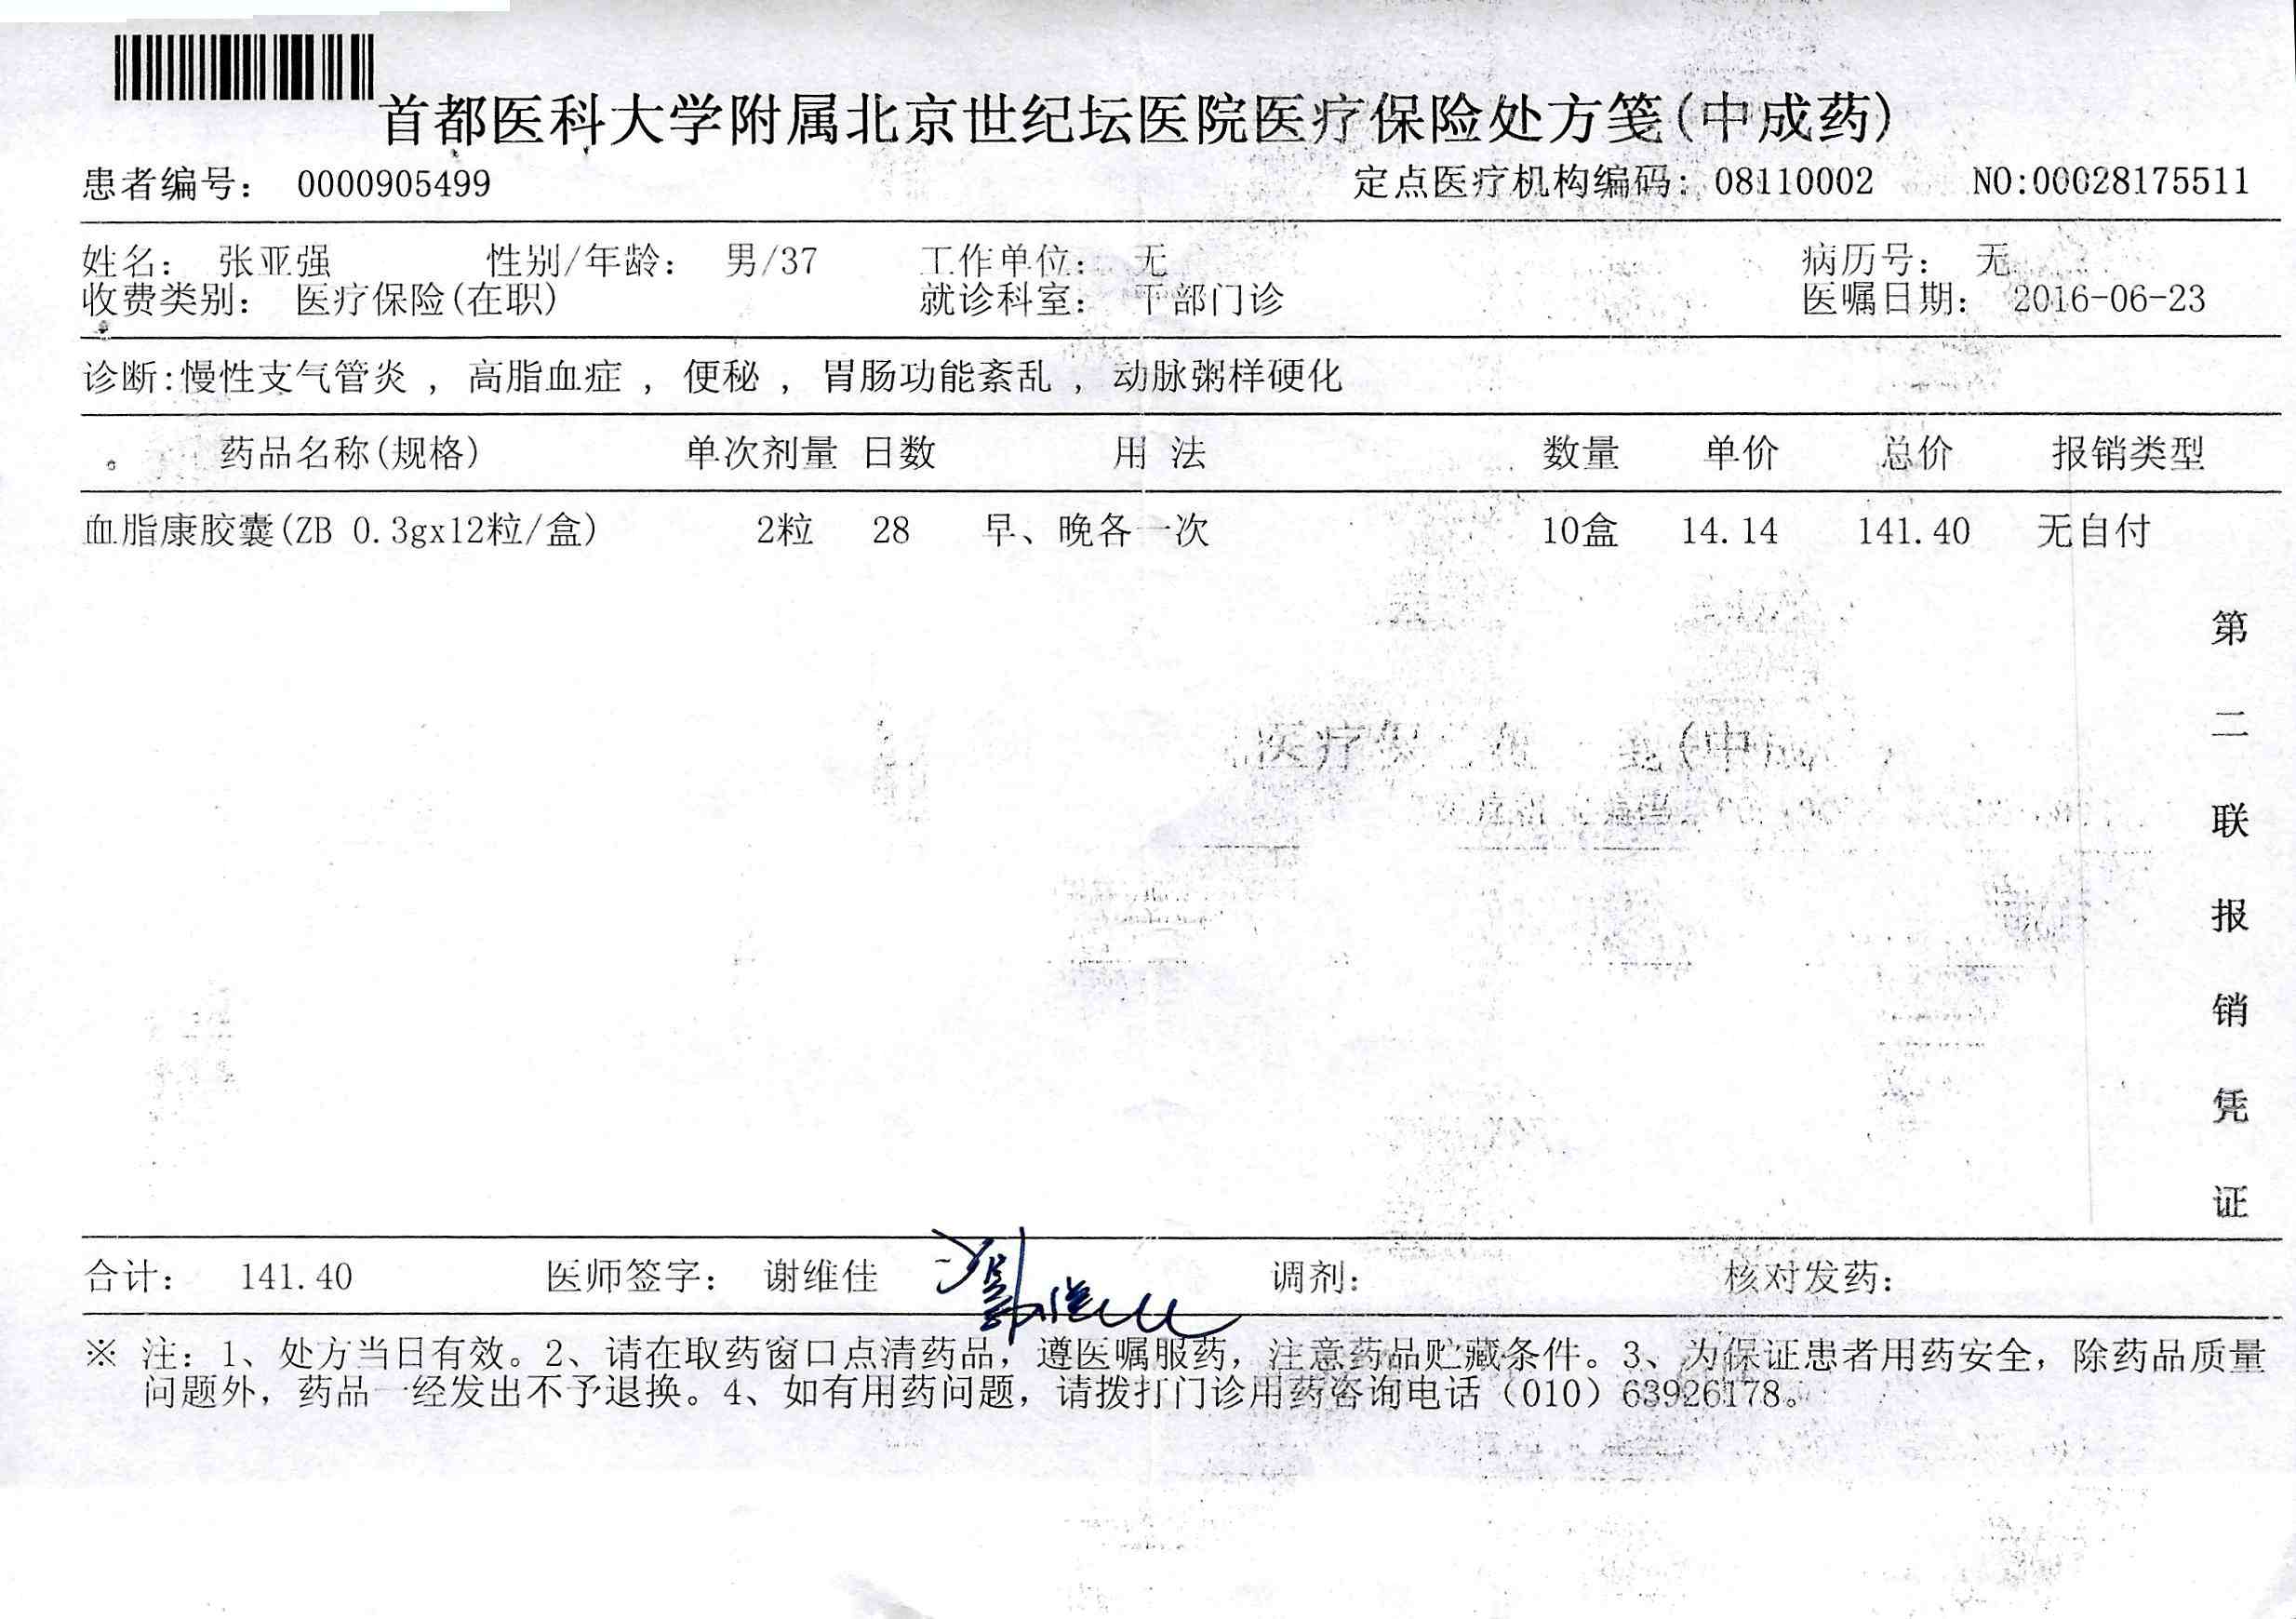 首都医科大学附属北京世纪坛医院医疗保险处方笺(中成药)
患者编号: 0000905499 定点医疗机构编码: 08110002 NO:00028175511
姓名: 张亚强 性别/年龄: 男/37 工作单位: 无 病历号: 无
收费类别: 医疗保险(在职) 就诊科室: 干部门诊 医嘱日期: 2016-06-23
诊断:慢性支气管炎 , 高脂血症 , 便秘 , 胃肠功能紊乱 , 动脉粥样硬化
药品名称(规格) 单次剂量 日数 用 法 数量 单价 总价 报销类型
血脂康胶囊(ZB 0.3gx12粒/盒) 2粒 28 早、晚各一次 10盒 14.14 141.40 无自付
第二联报销凭证
合计: 141.40 医师签字: 谢维佳 调剂: 核对发药:
※ 注: 1、处方当日有效。2、请在取药窗口点清药品, 遵医嘱服药, 注意药品贮藏条件。3、为保证患者用药安全, 除药品质量
问题外, 药品一经发出不予退换。4、如有用药问题, 请拨打门诊用药咨询电话 (010) 63926178。